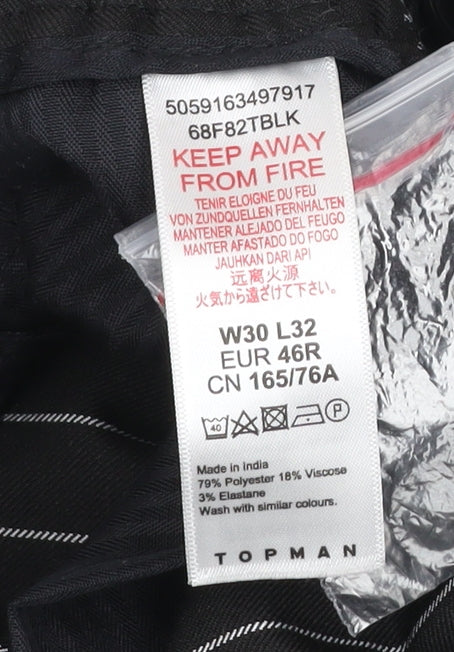 5059163497917
68F82TBLK
KEEP AWAY
FROM FIRE
TENIR ELOIGNE DU FEU
VON ZUNDQUELLEN FERNHALTEN
MANTENER ALEJADO DEL FEUGO
MANTER AFASTADO DO FOGO
JAUHKAN DARI API
远离火源
火気から遠ざけて下さい。
W30 L32
EUR 46R
CN 165/76A
40 P
Made in India
79% Polyester 18% Viscose
3% Elastane
Wash with similar colours.
TOPMAN